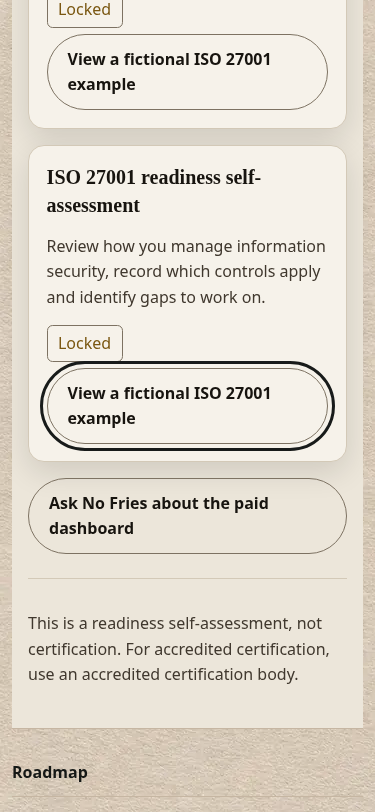 Locked
View a fictional ISO 27001
example
ISO 27001 readiness self-
assessment
Review how you manage information
security, record which controls apply
and identify gaps to work on.
Locked
View a fictional ISO 27001
example
Ask No Fries about the paid
dashboard
This is a readiness self-assessment, not
certification. For accredited certification,
use an accredited certification body.
Roadmap